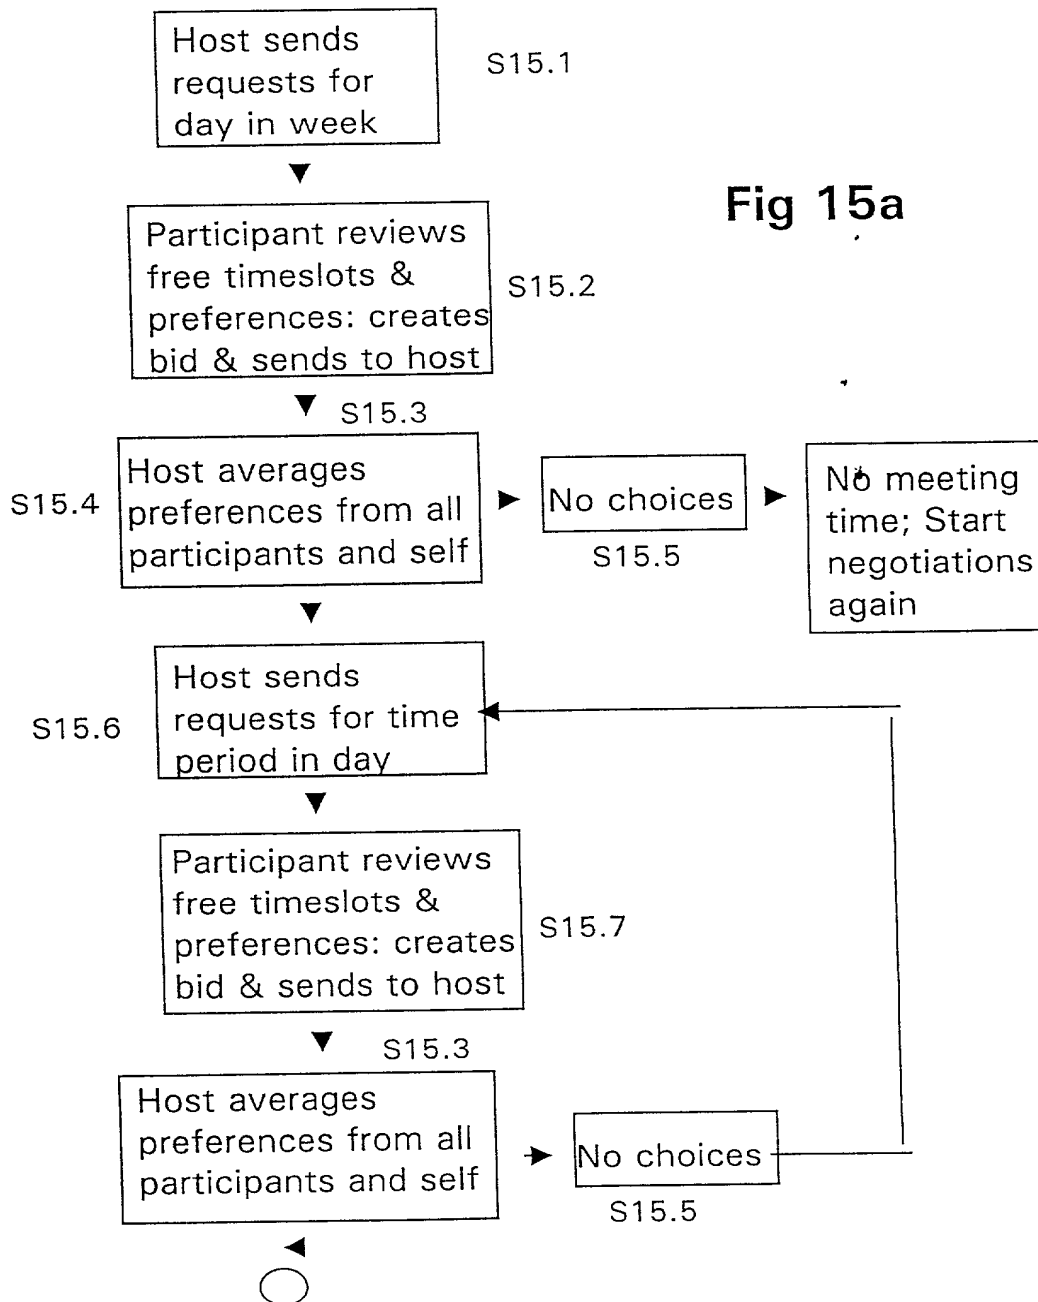 Host sends
requests for
day in week
S15.1
Fig 15a
Participant reviews
free timeslots &
preferences: creates
bid & sends to host
S15.2
S15.3
S15.4
Host averages
preferences from all
participants and self
No choices
S15.5
No meeting
time; Start
negotiations
again
S15.6
Host sends
requests for time
period in day
Participant reviews
free timeslots &
preferences: creates
bid & sends to host
S15.7
S15.3
Host averages
preferences from all
participants and self
No choices
S15.5